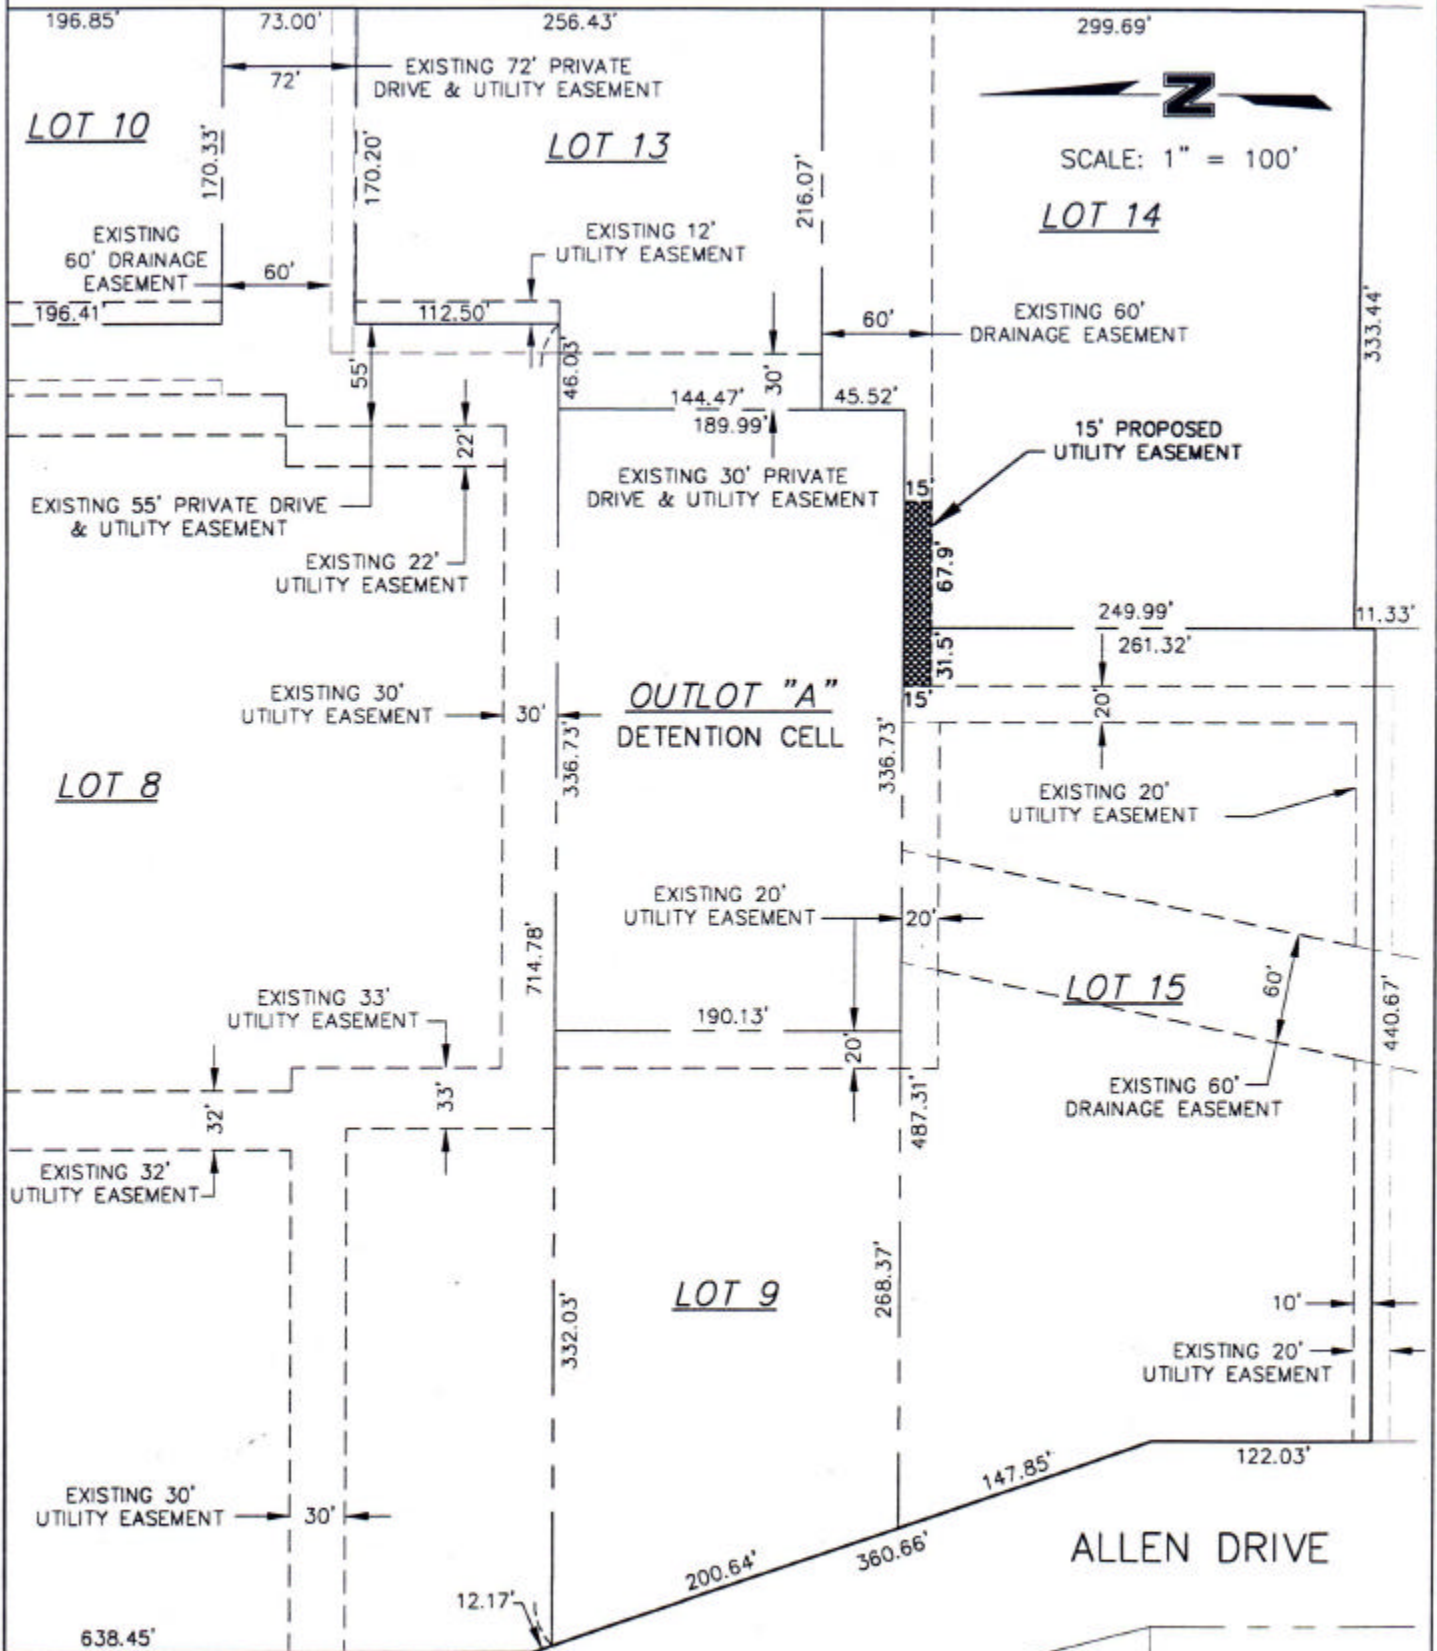 196.85'
73.00'
256.43'
299.69'
72'
EXISTING 72' PRIVATE
DRIVE & UTILITY EASEMENT
N
SCALE: 1" = 100'
LOT 10
170.33'
170.20'
LOT 13
216.07'
LOT 14
EXISTING
60' DRAINAGE
EASEMENT
60'
EXISTING 12'
UTILITY EASEMENT
196.41'
112.50'
55'
46.03'
30'
60'
EXISTING 60'
DRAINAGE EASEMENT
333.44'
144.47'
45.52'
189.99'
22'
15' PROPOSED
UTILITY EASEMENT
EXISTING 30' PRIVATE
DRIVE & UTILITY EASEMENT
15'
EXISTING 55' PRIVATE DRIVE
& UTILITY EASEMENT
EXISTING 22'
UTILITY EASEMENT
67.9'
249.99'
11.33'
261.32'
31.5'
EXISTING 30'
UTILITY EASEMENT
30'
OUTLOT "A"
DETENTION CELL
15'
20'
336.73'
336.73'
LOT 8
EXISTING 20'
UTILITY EASEMENT
EXISTING 20'
UTILITY EASEMENT
20'
714.78'
LOT 15
60'
440.67'
EXISTING 33'
UTILITY EASEMENT
190.13'
20'
32'
33'
487.31'
EXISTING 60'
DRAINAGE EASEMENT
EXISTING 32'
UTILITY EASEMENT
LOT 9
268.37'
332.03'
10'
EXISTING 20'
UTILITY EASEMENT
122.03'
147.85'
EXISTING 30'
UTILITY EASEMENT
30'
360.66'
200.64'
ALLEN DRIVE
12.17'
638.45'